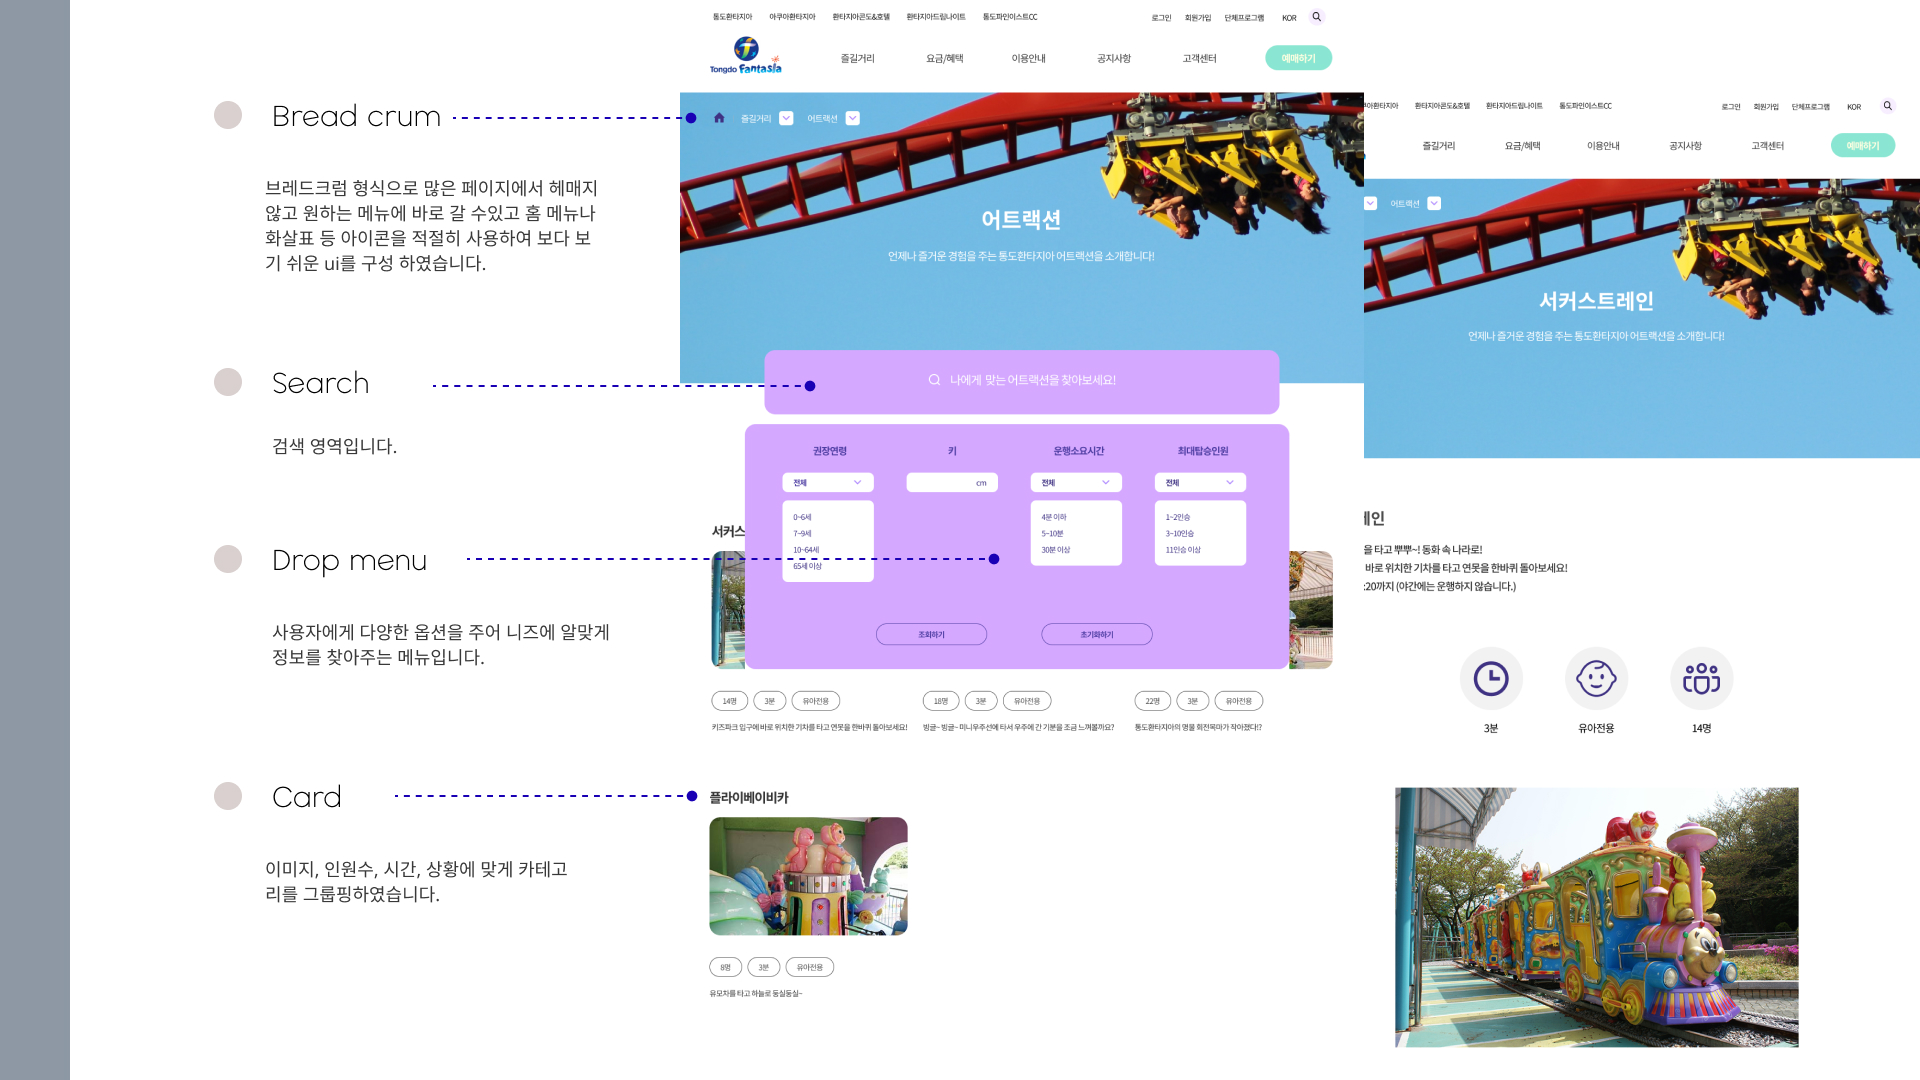 Bread crum
브레드크럼 형식으로 많은 페이지에서 헤매지
않고 원하는 메뉴에 바로 갈 수있고 홈 메뉴나
화살표 등 아이콘을 적절히 사용하여 보다 보
기 쉬운 ui를 구성 하였습니다.
Search
검색 영역입니다.
Drop menu
사용자에게 다양한 옵션을 주어 니즈에 알맞게
정보를 찾아주는 메뉴입니다.
Card
이미지, 인원수, 시간, 상황에 맞게 카테고
리를 그룹핑하였습니다.
통도환타지아 아쿠아환타지아 환타지아콘도&호텔 환타지아드림나이트 통도파인이스트CC
로그인 회원가입 단체프로그램 KOR
Tongdo Fantasia
즐길거리 요금/혜택 이용안내 공지사항 고객센터 예매하기
즐길거리 어트랙션
어트랙션
언제나 즐거운 경험을 주는 통도환타지아 어트랙션을 소개합니다!
나에게 맞는 어트랙션을 찾아보세요!
권장연령 키 운행소요시간 최대탑승인원
전체 cm 전체 전체
0~6세 4분 이하 1~2인승
7~9세 5~10분 3~10인승
10~64세 30분 이상 11인승 이상
65세 이상
조회하기 초기화하기
서커스
14명 3분 유아전용 18명 3분 유아전용 22명 3분 유아전용
키즈파크 입구에 바로 위치한 기차를 타고 연못을 한바퀴 돌아보세요! 빙글~ 빙글~ 미니우주선에 타서 우주에 간 기분을 조금 느껴볼까요? 통도환타지아의 명물 회전목마가 작아졌다!?
플라이베이비카
8명 3분 유아전용
유모차를 타고 하늘로 둥실둥실~
아환타지아 환타지아콘도&호텔 환타지아드림나이트 통도파인이스트CC
로그인 회원가입 단체프로그램 KOR
즐길거리 요금/혜택 이용안내 공지사항 고객센터 예매하기
어트랙션
서커스트레인
언제나 즐거운 경험을 주는 통도환타지아 어트랙션을 소개합니다!
레인
을 타고 뿌뿌~! 동화 속 나라로!
바로 위치한 기차를 타고 연못을 한바퀴 돌아보세요!
:20까지 (야간에는 운행하지 않습니다.)
3분 유아전용 14명